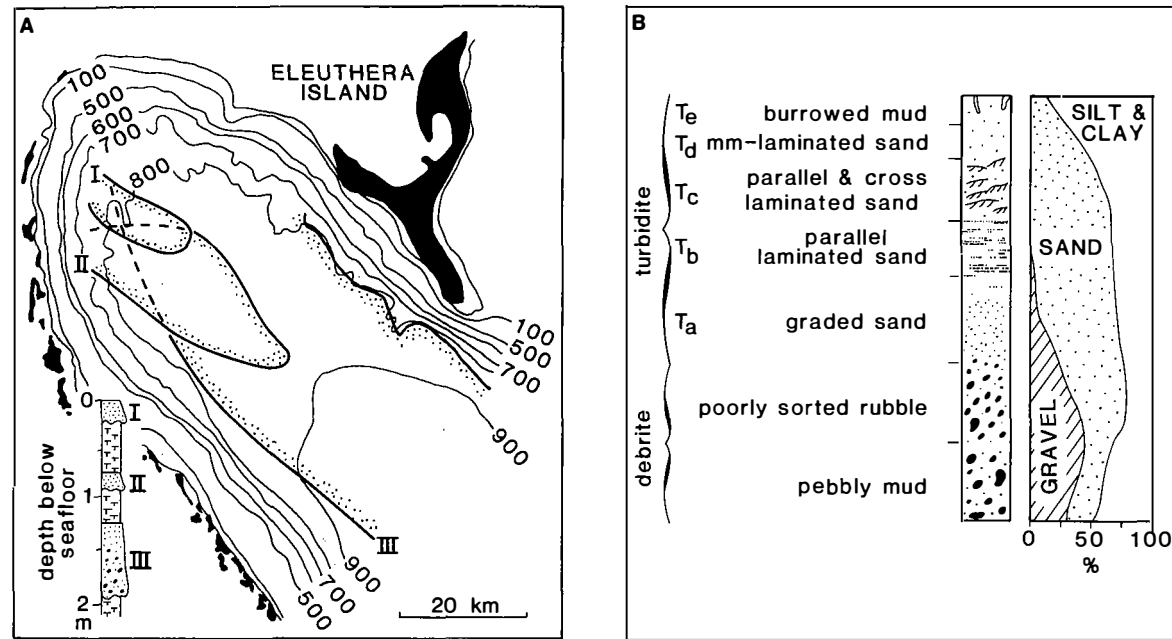 A
ELEUTHERA
ISLAND
100
500
600
700
800
I
II
0
I
II
1
III
2
m
depth below
seafloor
100
500
700
900
III
900
700
500
20 km
B
turbidite
debrite
Te burrowed mud
Td mm-laminated sand
Tc parallel & cross
laminated sand
Tb parallel
laminated sand
Ta graded sand
poorly sorted rubble
pebbly mud
SILT &
CLAY
SAND
GRAVEL
0 50 100
%